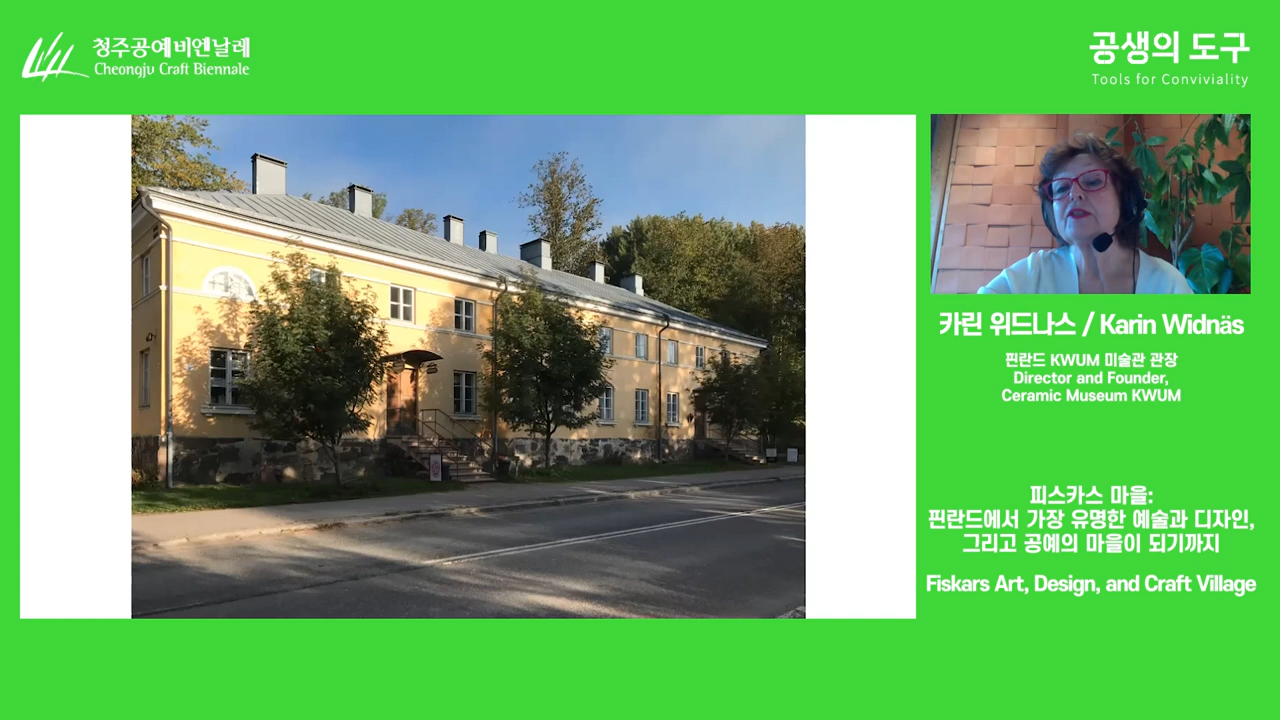 청주공예비엔날레
Cheongju Craft Biennale
공생의 도구
Tools for Conviviality
카린 위드나스 / Karin Widnäs
핀란드 KWUM 미술관 관장
Director and Founder,
Ceramic Museum KWUM
피스카스 마을:
핀란드에서 가장 유명한 예술과 디자인,
그리고 공예의 마을이 되기까지
Fiskars Art, Design, and Craft Village